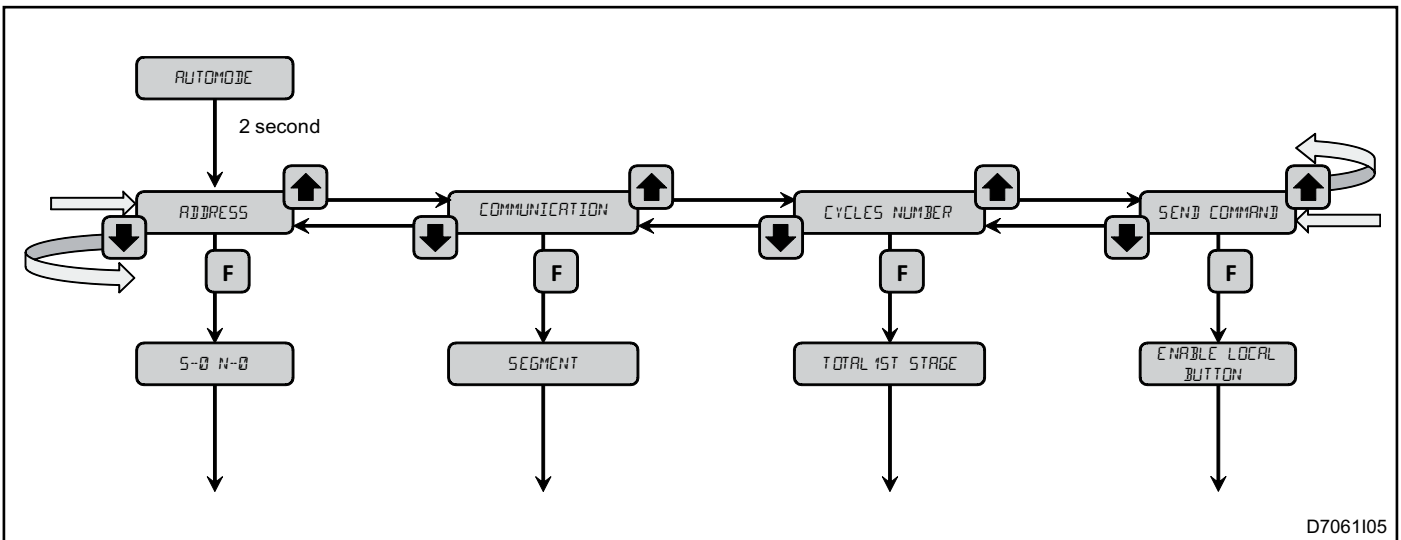 AUTOMODE
2 second
ADDRESS
COMMUNICATION
CYCLES NUMBER
SEND COMMAND
F
F
F
F
S-0 N-0
SEGMENT
TOTAL 1ST STAGE
ENABLE LOCAL
BUTTON
D7061I05